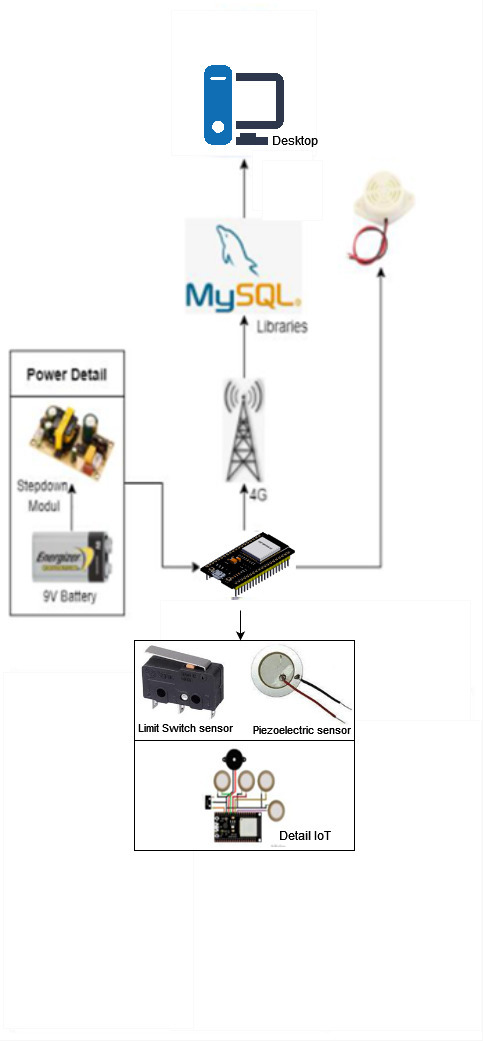 Desktop
MySQL
Libraries
Power Detail
Stepdown
Modul
4G
Energizer
9V Battery
Limit Switch sensor
Piezoelectric sensor
Detail IoT